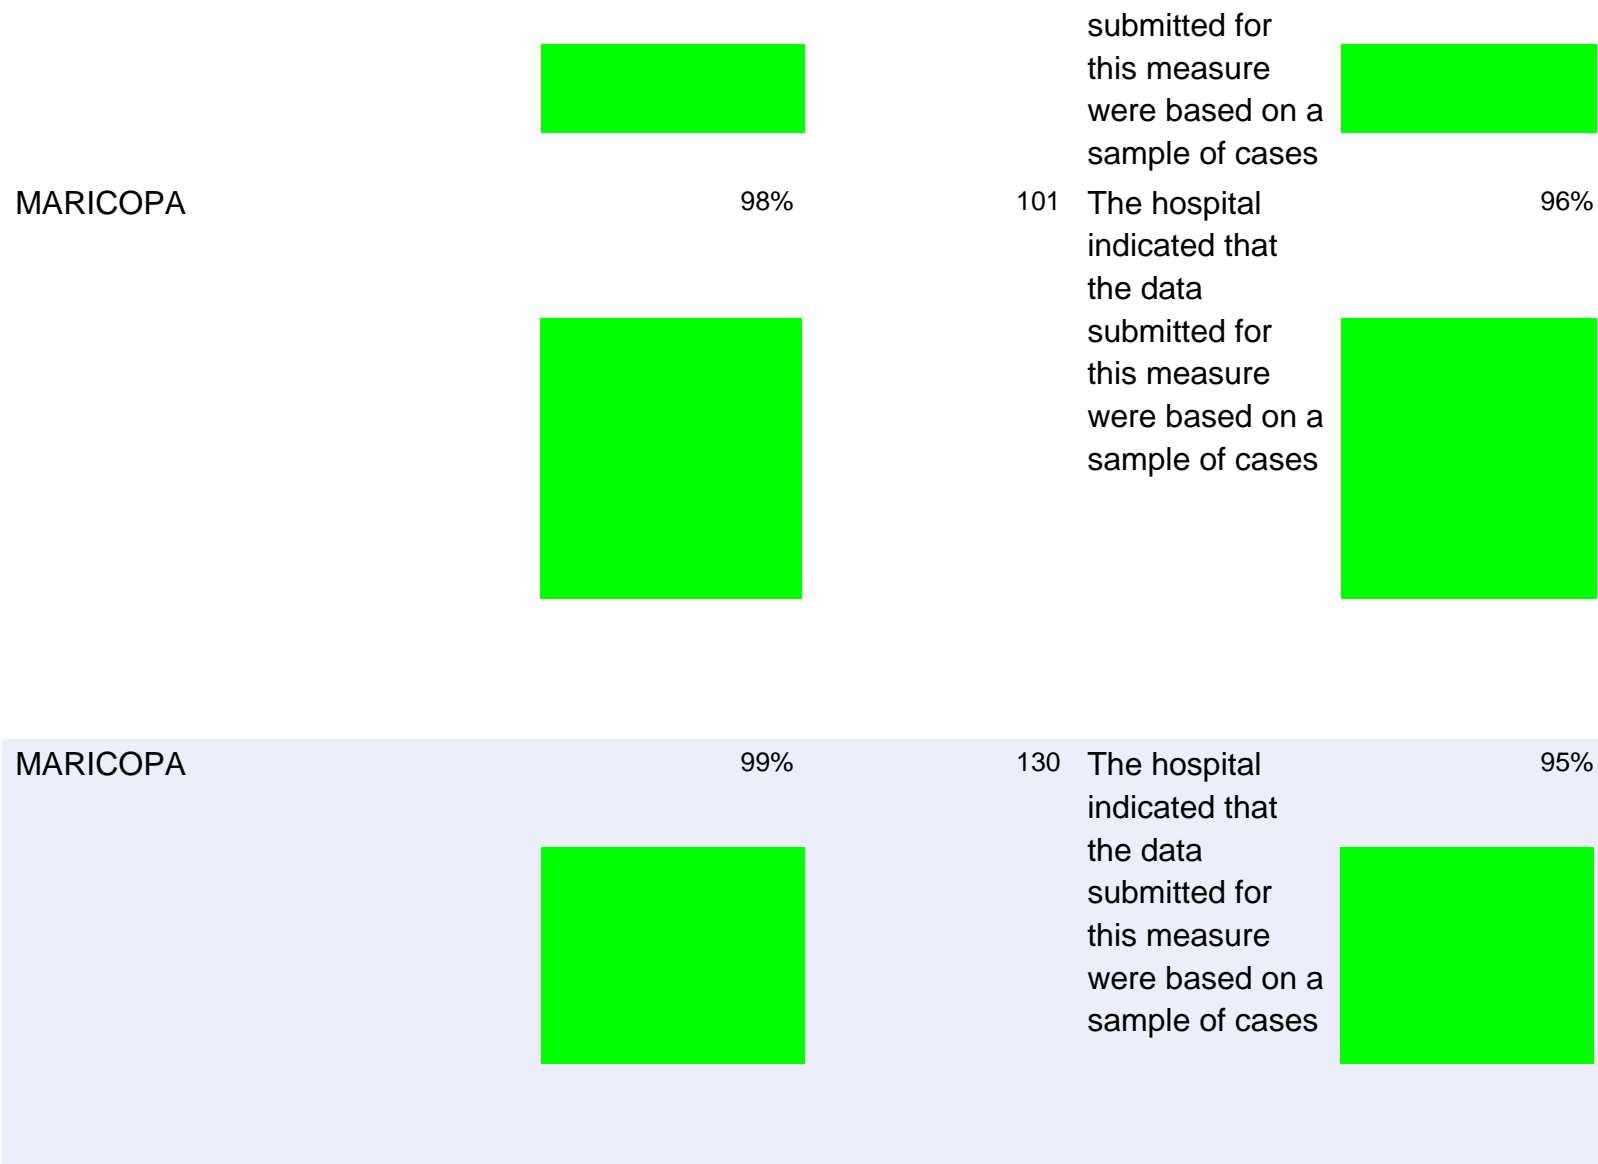 submitted for
this measure
were based on a
sample of cases
MARICOPA 98% 101 The hospital 96%
indicated that
the data
submitted for
this measure
were based on a
sample of cases
MARICOPA 99% 130 The hospital 95%
indicated that
the data
submitted for
this measure
were based on a
sample of cases